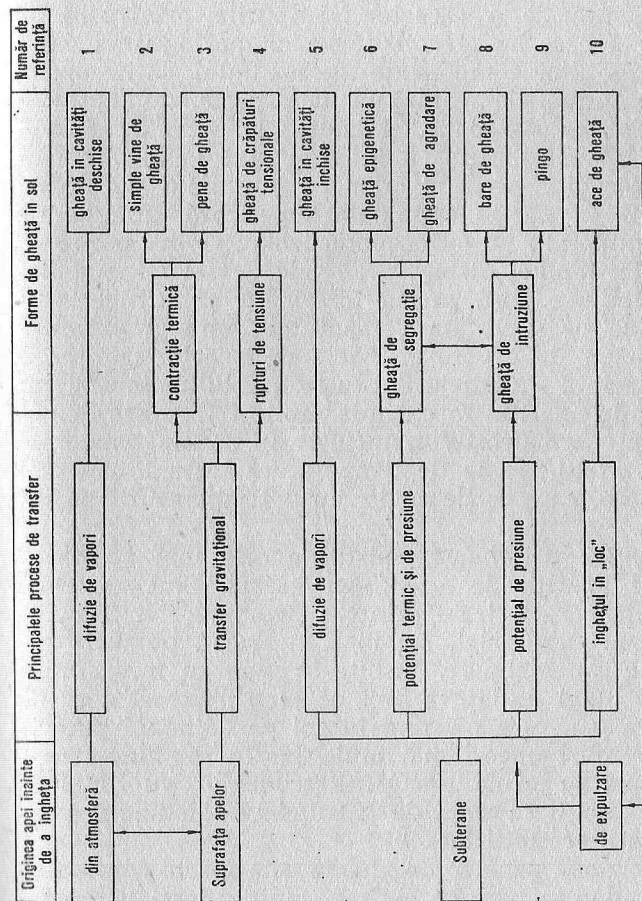 Originea apei înainte
de a îngheța
Principalele procese de transfer
Forme de gheață în sol
Număr de
referință
din atmosferă
difuzie de vapori
gheață în cavități
deschise
1
Suprafața apelor
transfer gravitațional
contracție termică
simple vine de
gheață
2
pene de gheață
3
rupturi de tensiune
gheață de crăpături
tensionale
4
Subterane
difuzie de vapori
gheață în cavități
închise
5
potențial termic și de presiune
gheață de
segregație
gheață epigenetică
6
gheață de agradare
7
potențial de presiune
gheață de
intruziune
bare de gheață
8
pingo
9
de expulzare
înghețul în „loc”
ace de gheață
10